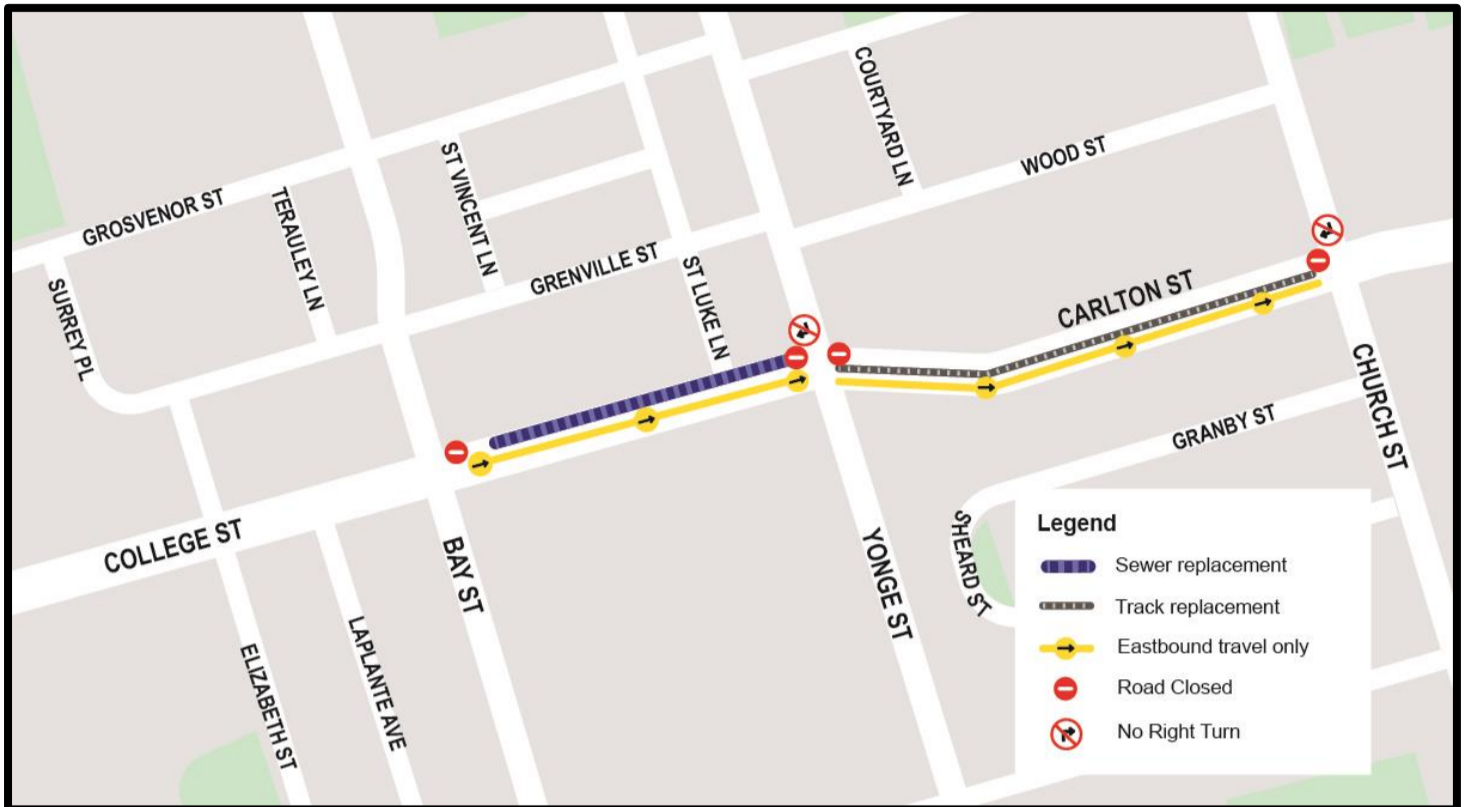 COURTYARD LN
WOOD ST
ST VINCENT LN
GROSVENOR ST
TERAULEY LN
GRENVILLE ST
ST LUKE LN
SURREY PL
CARLTON ST
CHURCH ST
GRANBY ST
COLLEGE ST
BAY ST
YONGE ST
SHEARD ST
ELIZABETH ST
LAPLANTE AVE
Legend
Sewer replacement
Track replacement
Eastbound travel only
Road Closed
No Right Turn